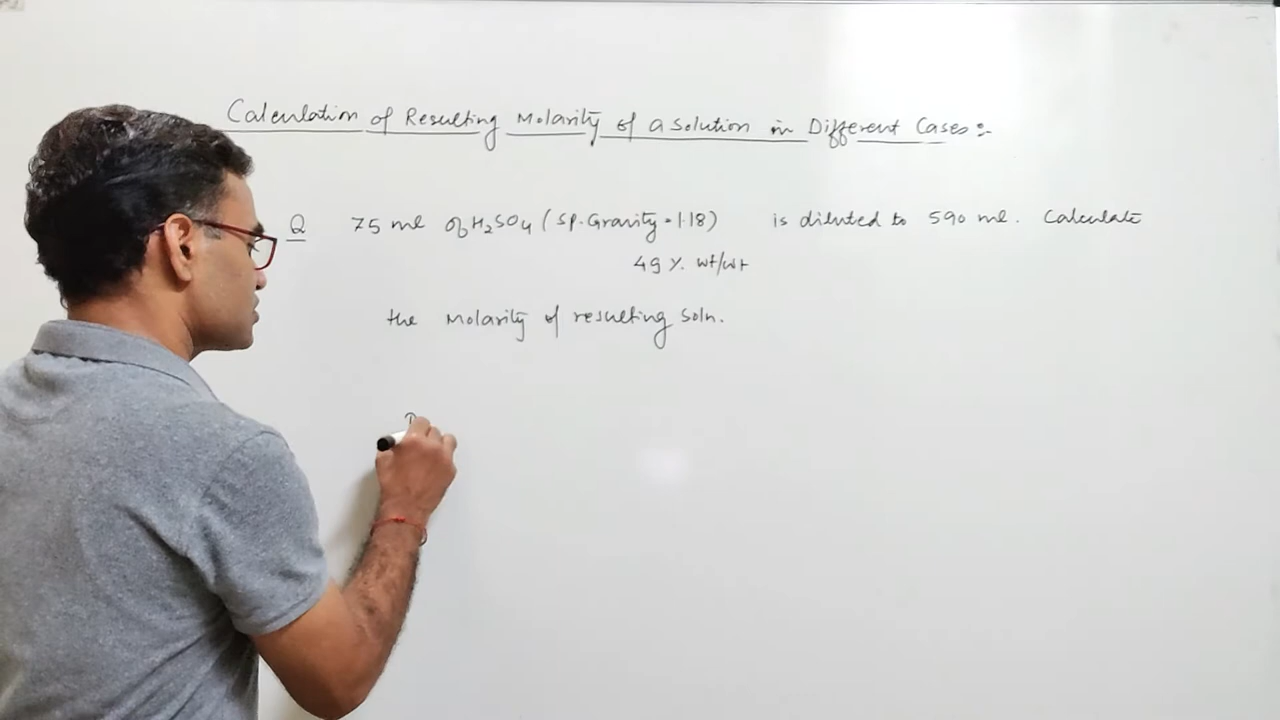 Calculation of Resulting Molarity of a Solution in Different Cases :-
Q 75 ml of H₂SO₄ ( Sp. Gravity = 1.18) is diluted to 590 ml. Calculate
49 %. wt/wt
the Molarity of resulting Soln.